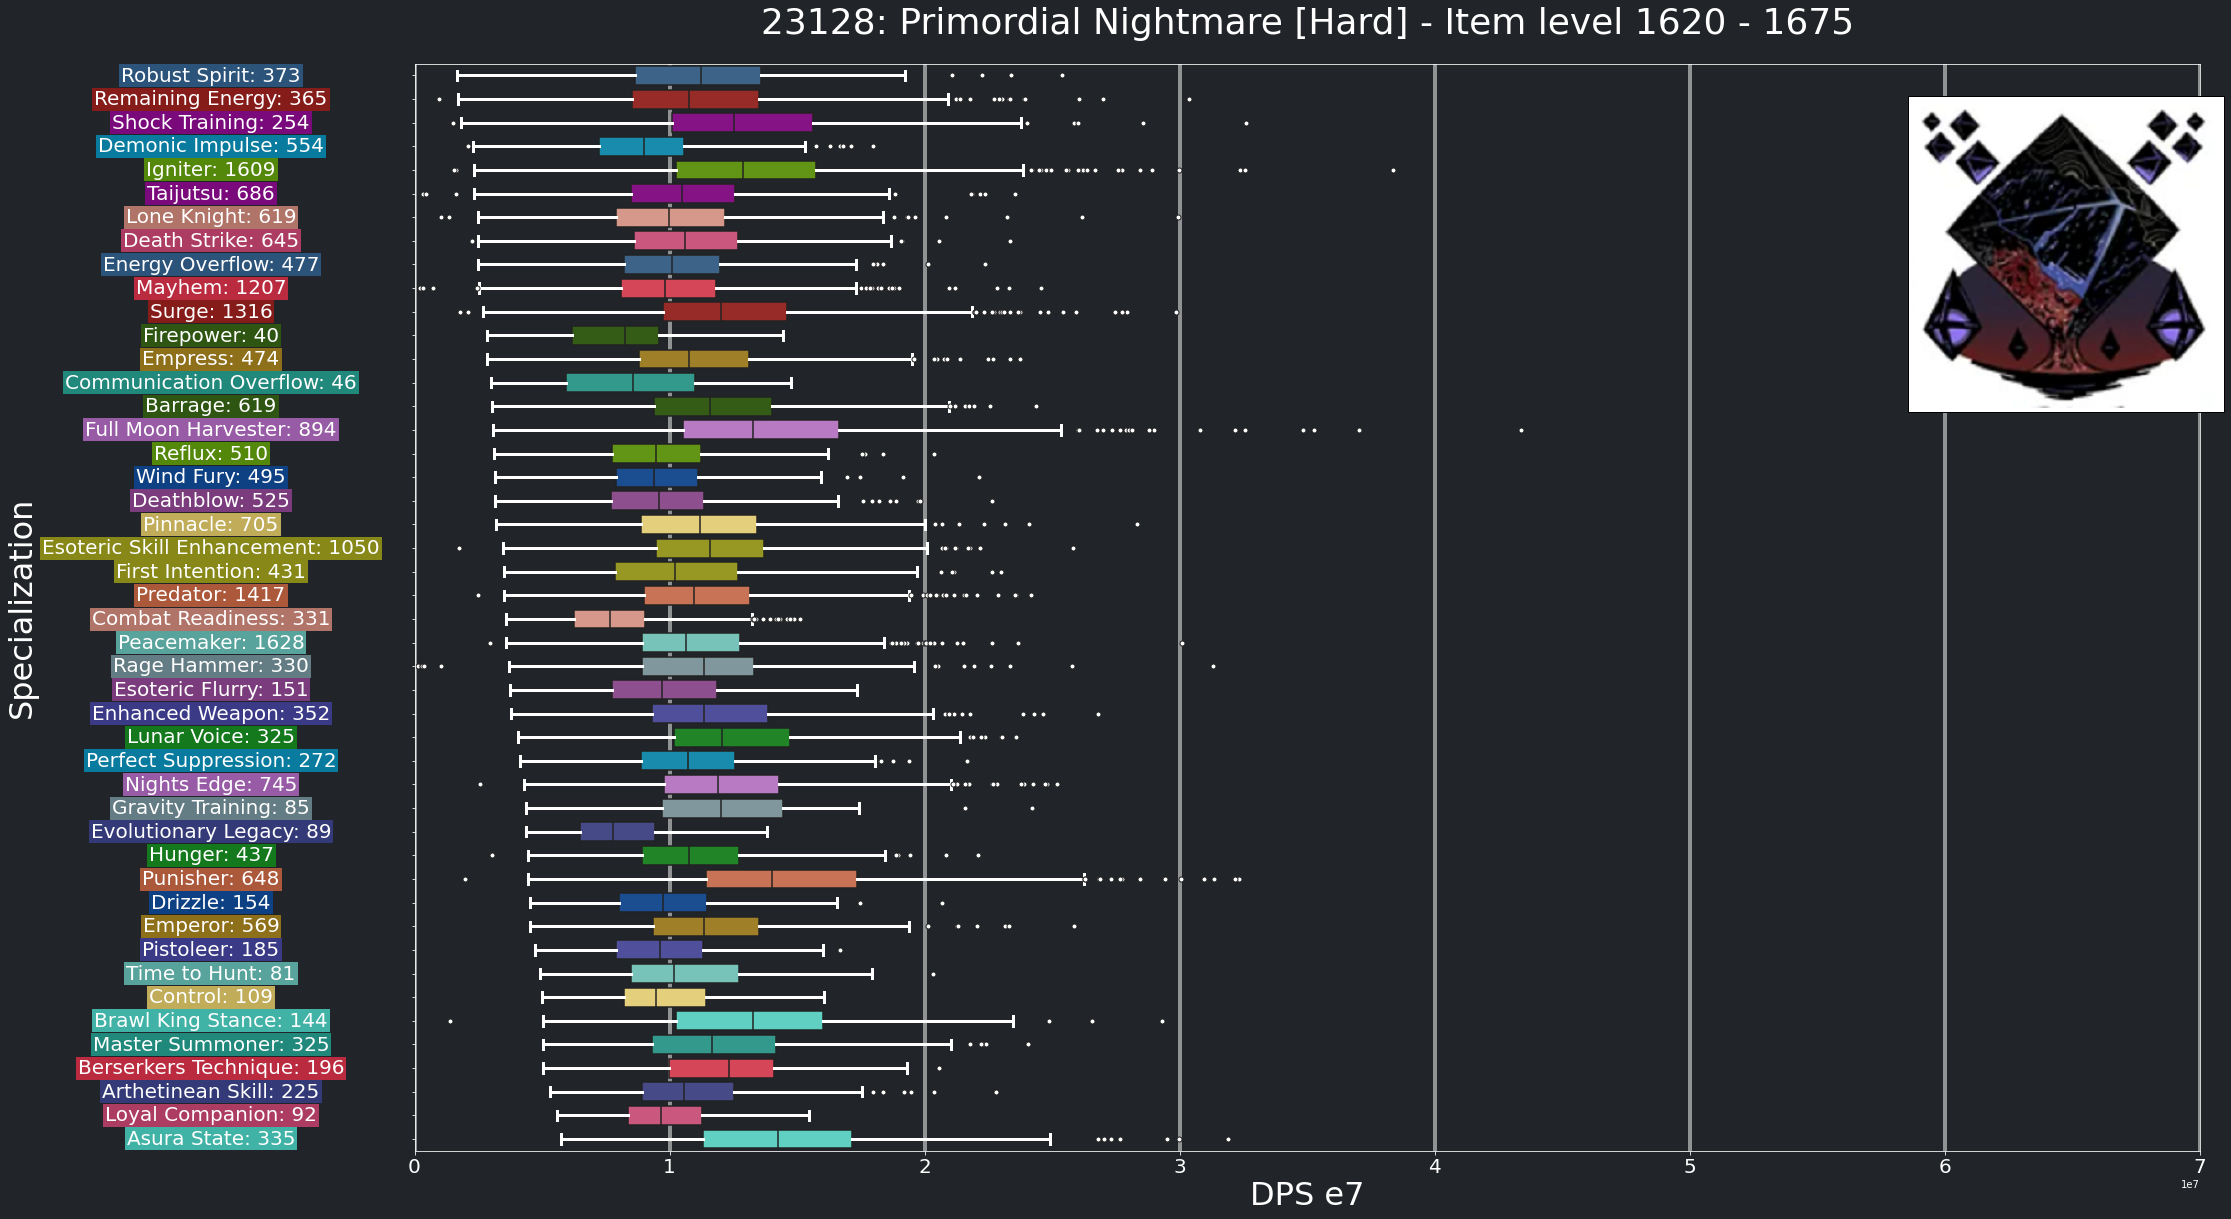 23128: Primordial Nightmare [Hard] - Item level 1620 - 1675
Robust Spirit: 373
Remaining Energy: 365
Shock Training: 254
Demonic Impulse: 554
Igniter: 1609
Taijutsu: 686
Lone Knight: 619
Death Strike: 645
Energy Overflow: 477
Mayhem: 1207
Surge: 1316
Firepower: 40
Empress: 474
Communication Overflow: 46
Barrage: 619
Full Moon Harvester: 894
Reflux: 510
Wind Fury: 495
Deathblow: 525
Pinnacle: 705
Esoteric Skill Enhancement: 1050
First Intention: 431
Predator: 1417
Combat Readiness: 331
Peacemaker: 1628
Rage Hammer: 330
Esoteric Flurry: 151
Enhanced Weapon: 352
Lunar Voice: 325
Perfect Suppression: 272
Nights Edge: 745
Gravity Training: 85
Evolutionary Legacy: 89
Hunger: 437
Punisher: 648
Drizzle: 154
Emperor: 569
Pistoleer: 185
Time to Hunt: 81
Control: 109
Brawl King Stance: 144
Master Summoner: 325
Berserkers Technique: 196
Arthetinean Skill: 225
Loyal Companion: 92
Asura State: 335
Specialization
0 1 2 3 4 5 6 7
1e7
DPS e7